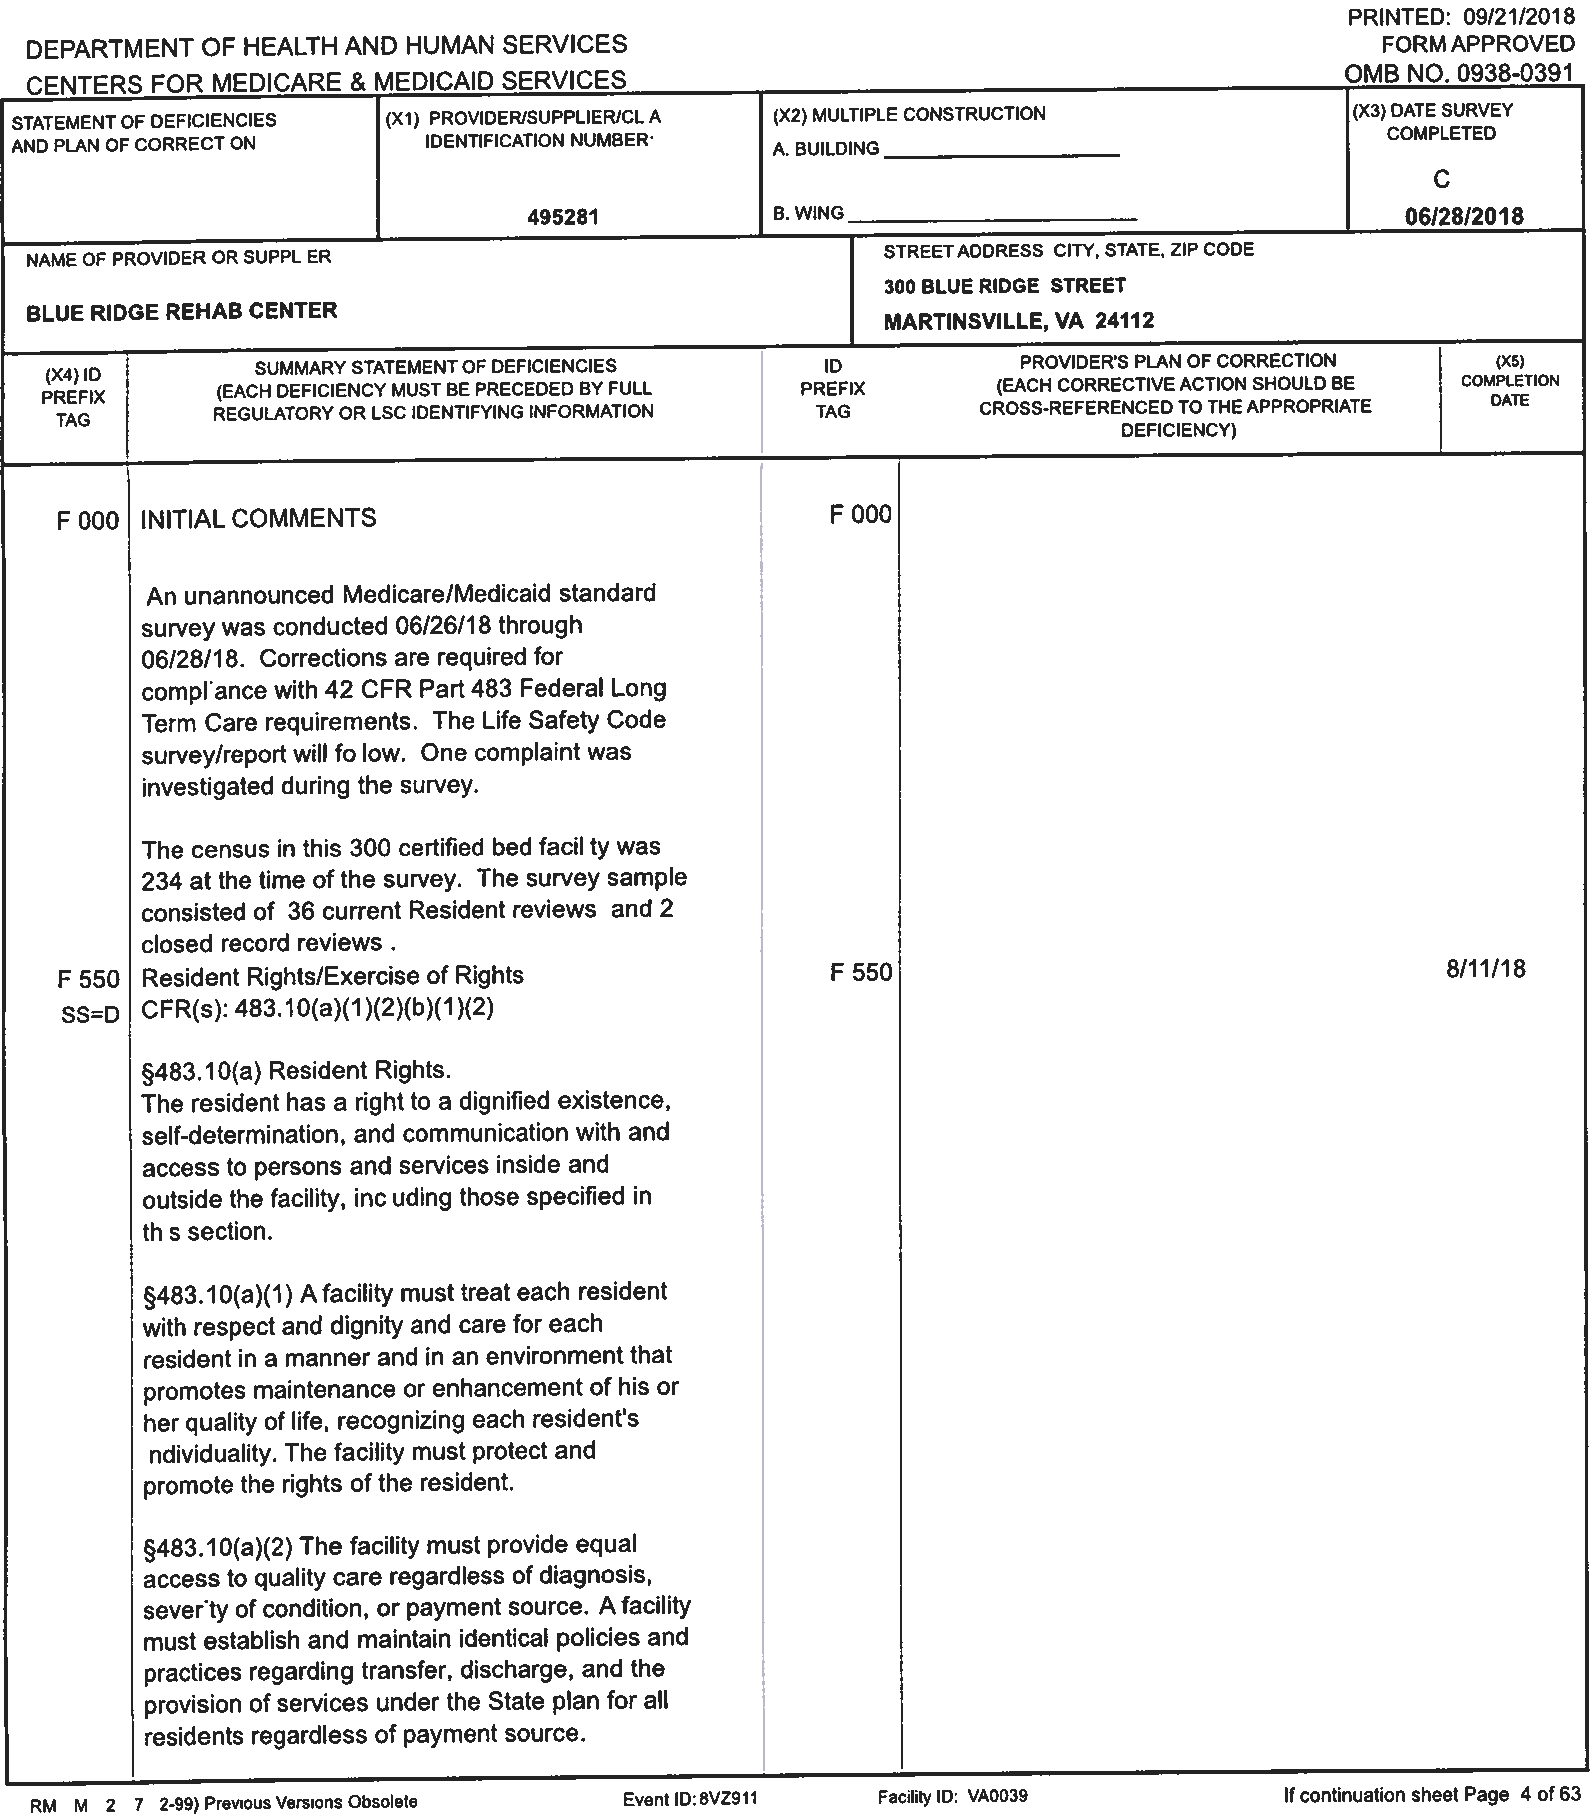 PRINTED: 09/21/2018
DEPARTMENT OF HEALTH AND HUMAN SERVICES
FORM APPROVED
CENTERS FOR MEDICARE & MEDICAID SERVICES
OMB NO. 0938-0391
STATEMENT OF DEFICIENCIES
AND PLAN OF CORRECT ON
(X1) PROVIDER/SUPPLIER/CL A
IDENTIFICATION NUMBER·
495281
(X2) MULTIPLE CONSTRUCTION
A. BUILDING
B. WING
(X3) DATE SURVEY
COMPLETED
C
06/28/2018
NAME OF PROVIDER OR SUPPL ER
BLUE RIDGE REHAB CENTER
STREET ADDRESS CITY, STATE, ZIP CODE
300 BLUE RIDGE STREET
MARTINSVILLE, VA 24112
(X4) ID
PREFIX
TAG
SUMMARY STATEMENT OF DEFICIENCIES
(EACH DEFICIENCY MUST BE PRECEDED BY FULL
REGULATORY OR LSC IDENTIFYING INFORMATION
ID
PREFIX
TAG
PROVIDER'S PLAN OF CORRECTION
(EACH CORRECTIVE ACTION SHOULD BE
CROSS-REFERENCED TO THE APPROPRIATE
DEFICIENCY)
(X5)
COMPLETION
DATE
F 000 INITIAL COMMENTS F 000
An unannounced Medicare/Medicaid standard
survey was conducted 06/26/18 through
06/28/18. Corrections are required for
compl'ance with 42 CFR Part 483 Federal Long
Term Care requirements. The Life Safety Code
survey/report will fo low. One complaint was
investigated during the survey.
The census in this 300 certified bed facil ty was
234 at the time of the survey. The survey sample
consisted of 36 current Resident reviews and 2
closed record reviews .
F 550 Resident Rights/Exercise of Rights F 550 8/11/18
SS=D CFR(s): 483.10(a)(1)(2)(b)(1)(2)
§483.10(a) Resident Rights.
The resident has a right to a dignified existence,
self-determination, and communication with and
access to persons and services inside and
outside the facility, inc uding those specified in
th s section.
§483.10(a)(1) A facility must treat each resident
with respect and dignity and care for each
resident in a manner and in an environment that
promotes maintenance or enhancement of his or
her quality of life, recognizing each resident's
ndividuality. The facility must protect and
promote the rights of the resident.
§483.10(a)(2) The facility must provide equal
access to quality care regardless of diagnosis,
sever'ty of condition, or payment source. A facility
must establish and maintain identical policies and
practices regarding transfer, discharge, and the
provision of services under the State plan for all
residents regardless of payment source.
RM M 2 7 2-99) Previous Versions Obsolete Event ID: 8VZ911 Facility ID: VA0039 If continuation sheet Page 4 of 63